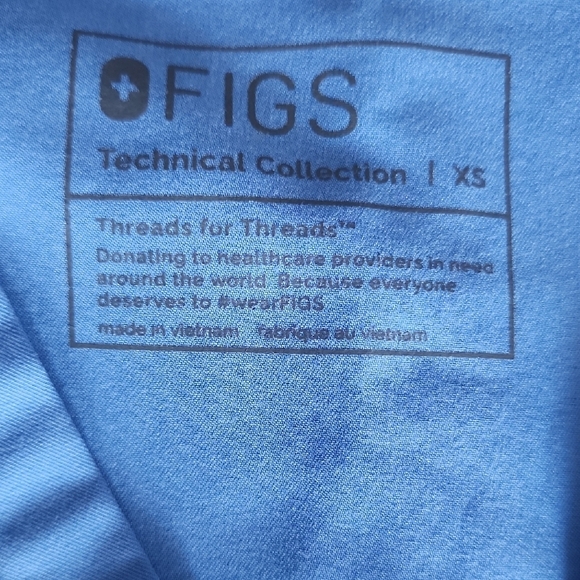 FIGS
Technical Collection | XS
Threads for Threads™
Donating to healthcare providers in need
around the world. Because everyone
deserves to #wearFIGS
made in vietnam fabriqué au vietnam